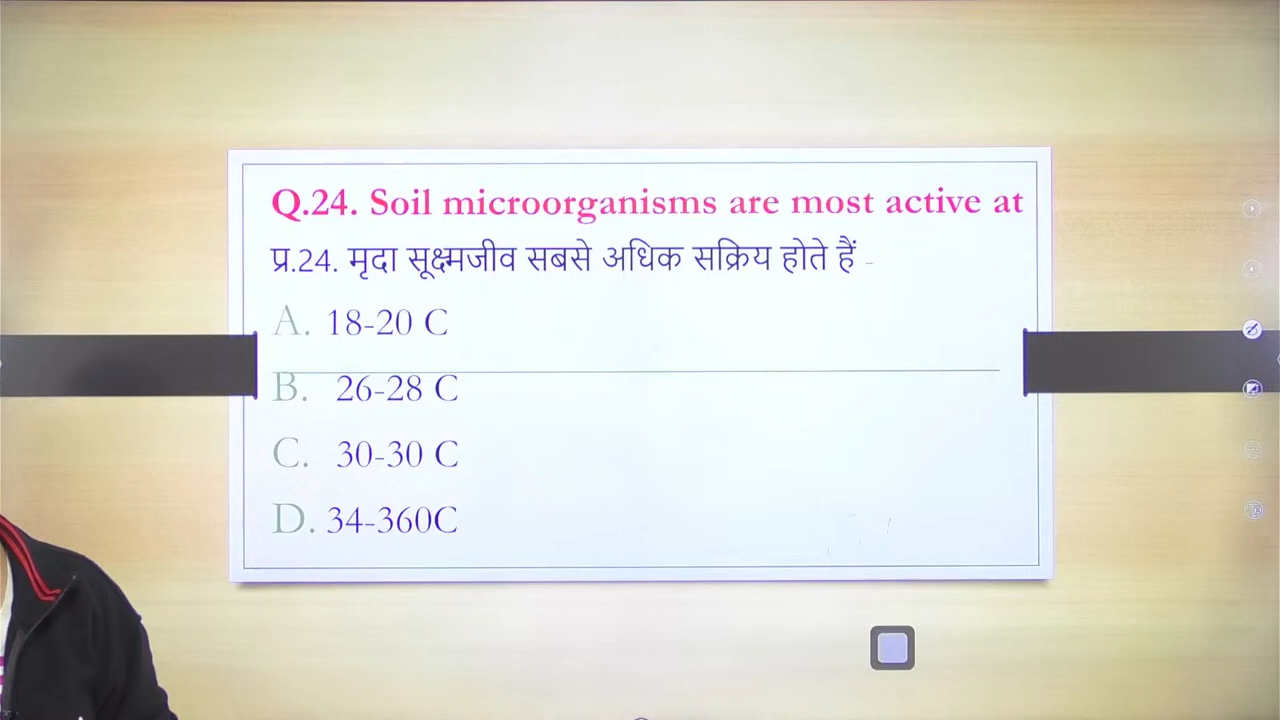 Q.24. Soil microorganisms are most active at
प्र.24. मृदा सूक्ष्मजीव सबसे अधिक सक्रिय होते हैं -
A. 18-20 C
B. 26-28 C
C. 30-30 C
D. 34-360C